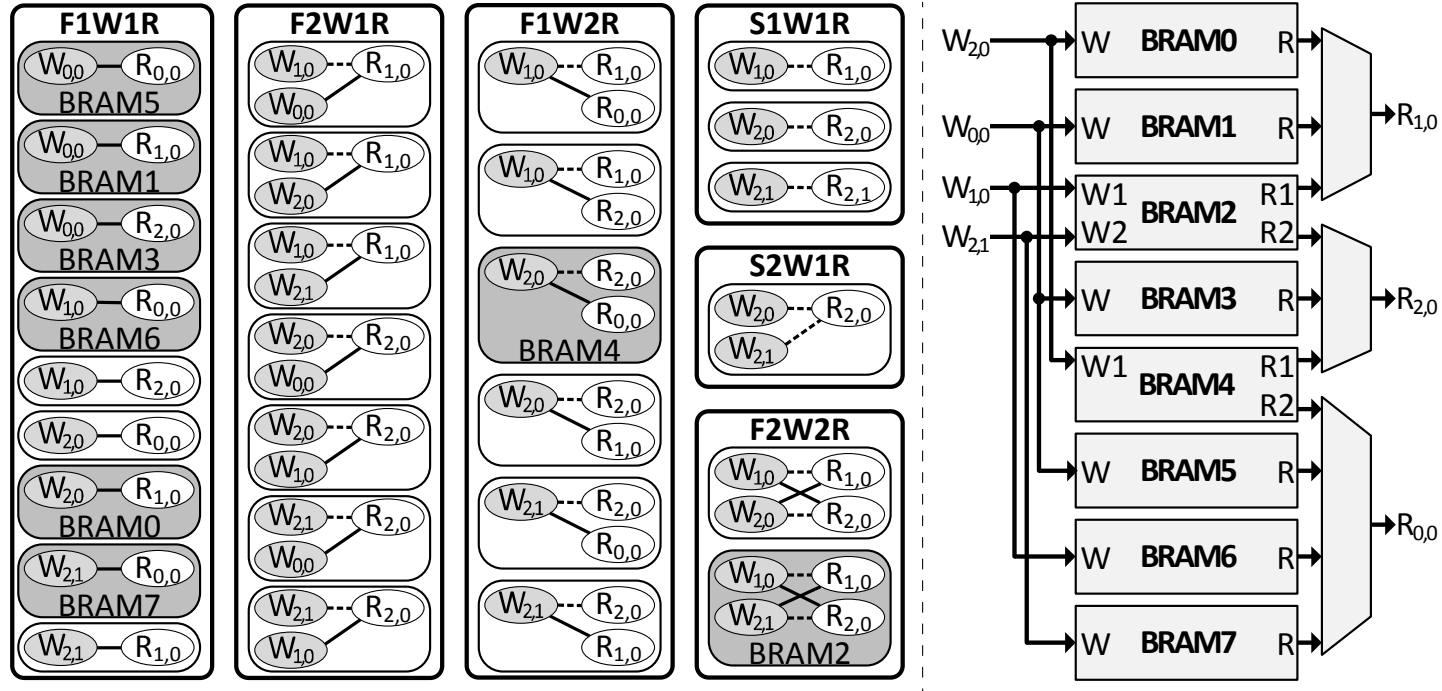 F1W1R
W0,0 R0,0
BRAM5
W0,0 R1,0
BRAM1
W0,0 R2,0
BRAM3
W1,0 R0,0
BRAM6
W1,0 R2,0
W2,0 R0,0
W2,0 R1,0
BRAM0
W2,1 R0,0
BRAM7
W2,1 R1,0
F2W1R
W1,0 R1,0
W0,0
W1,0 R1,0
W2,0
W1,0 R1,0
W2,1
W2,0 R2,0
W0,0
W2,0 R2,0
W1,0
W2,1 R2,0
W0,0
W2,1 R2,0
W1,0
F1W2R
W1,0 R1,0
R0,0
W1,0 R1,0
R2,0
W2,0 R2,0
R0,0
BRAM4
W2,0 R2,0
R1,0
W2,1 R2,0
R0,0
W2,1 R2,0
R1,0
S1W1R
W1,0 R1,0
W2,0 R2,0
W2,1 R2,1
S2W1R
W2,0 R2,0
W2,1
F2W2R
W1,0 R1,0
W2,0 R2,0
W1,0 R1,0
W2,1 R2,0
BRAM2
W2,0 W BRAM0 R
R1,0
W0,0 W BRAM1 R
W1,0 W1 BRAM2 R1
W2,1 W2 R2
W BRAM3 R R2,0
W1 BRAM4 R1
R2
W BRAM5 R
R0,0
W BRAM6 R
W BRAM7 R